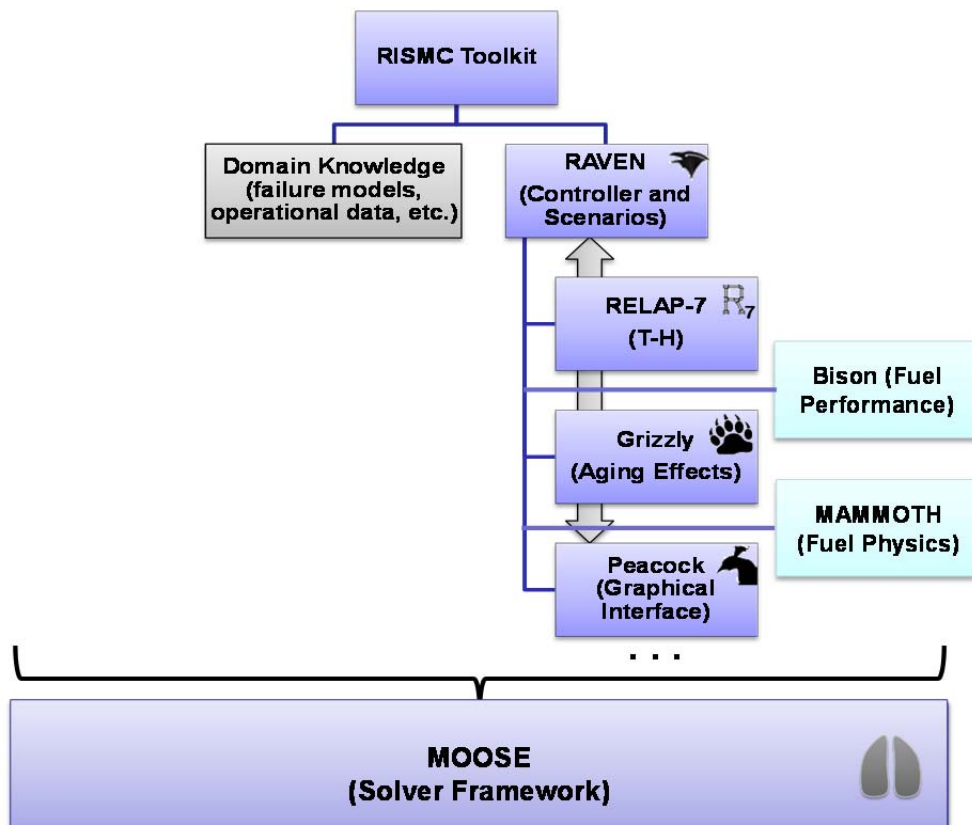 RISMC Toolkit
Domain Knowledge
(failure models,
operational data, etc.)
RAVEN
(Controller and
Scenarios)
RELAP-7
(T-H)
R7
Bison (Fuel
Performance)
Grizzly
(Aging Effects)
MAMMOTH
(Fuel Physics)
Peacock
(Graphical
Interface)
. . .
MOOSE
(Solver Framework)